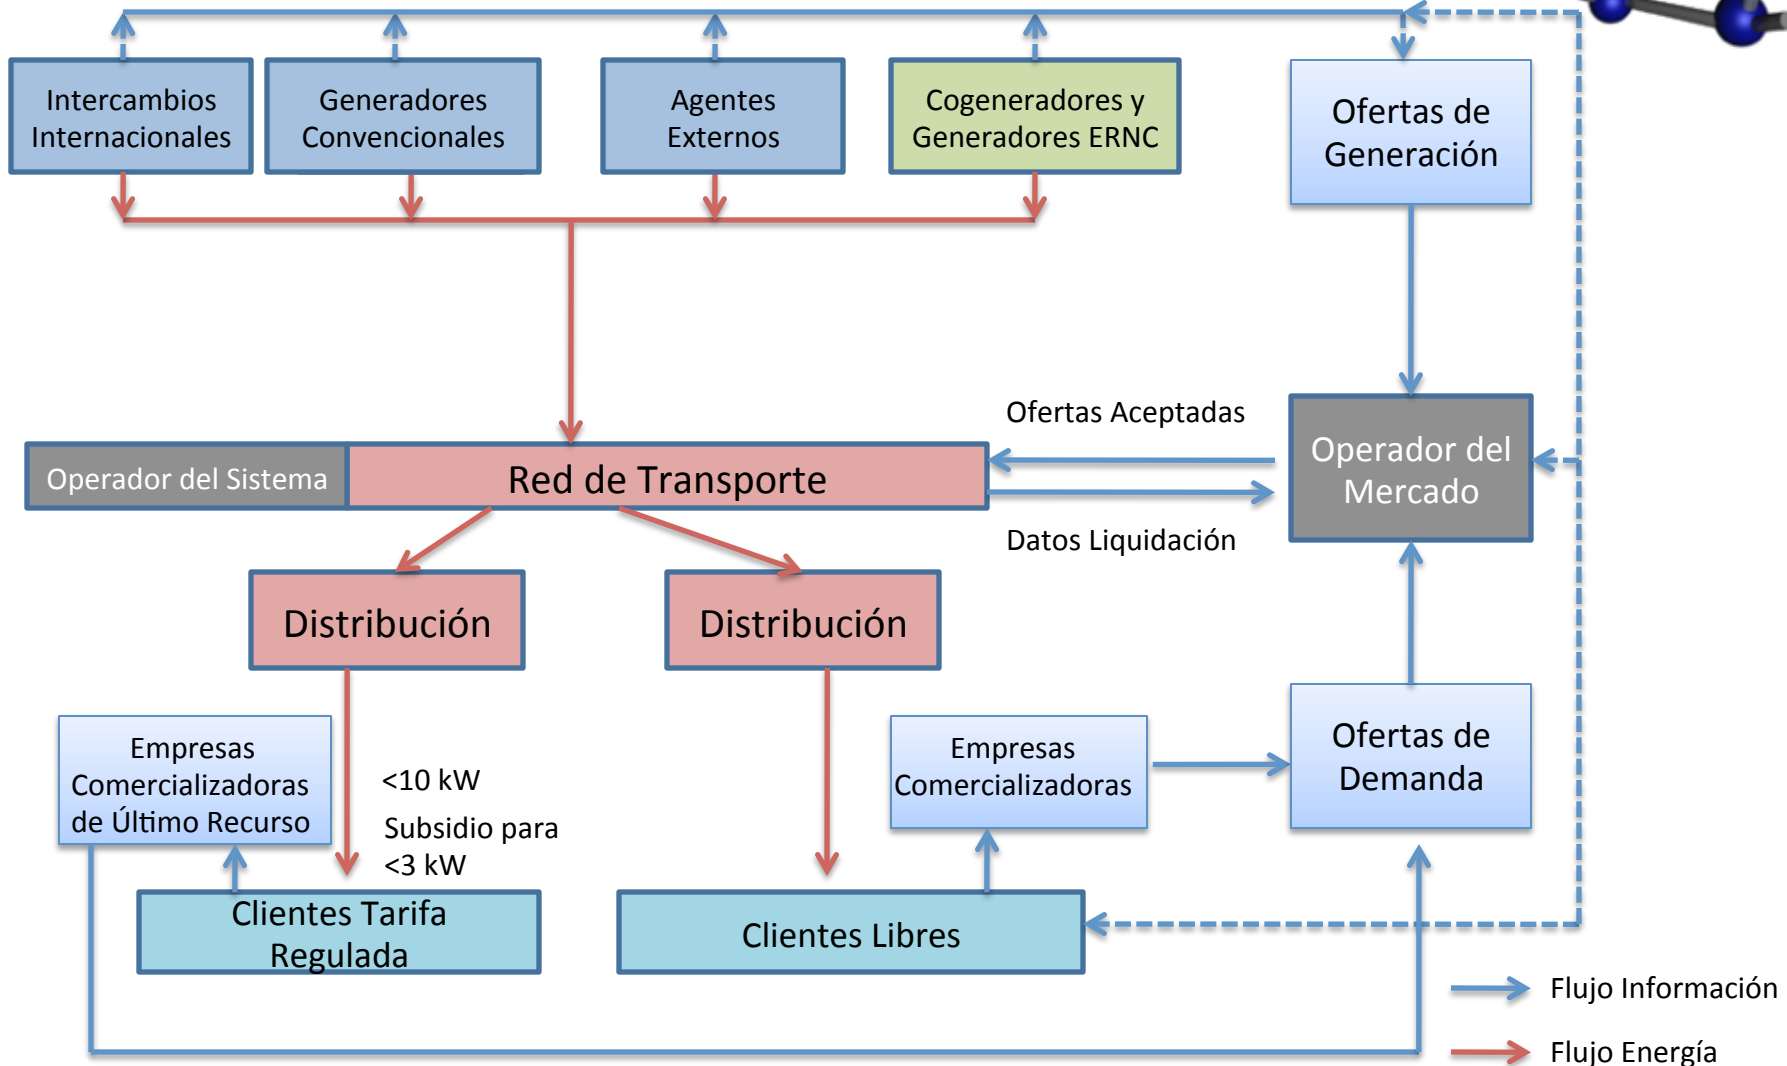 Intercambios
Internacionales
Generadores
Convencionales
Agentes
Externos
Cogeneradores y
Generadores ERNC
Ofertas de
Generación
Ofertas Aceptadas
Operador del Sistema
Red de Transporte
Operador del
Mercado
Datos Liquidación
Distribución
Distribución
Empresas
Comercializadoras
de Último Recurso
<10 kW
Subsidio para
<3 kW
Empresas
Comercializadoras
Ofertas de
Demanda
Clientes Tarifa
Regulada
Clientes Libres
Flujo Información
Flujo Energía